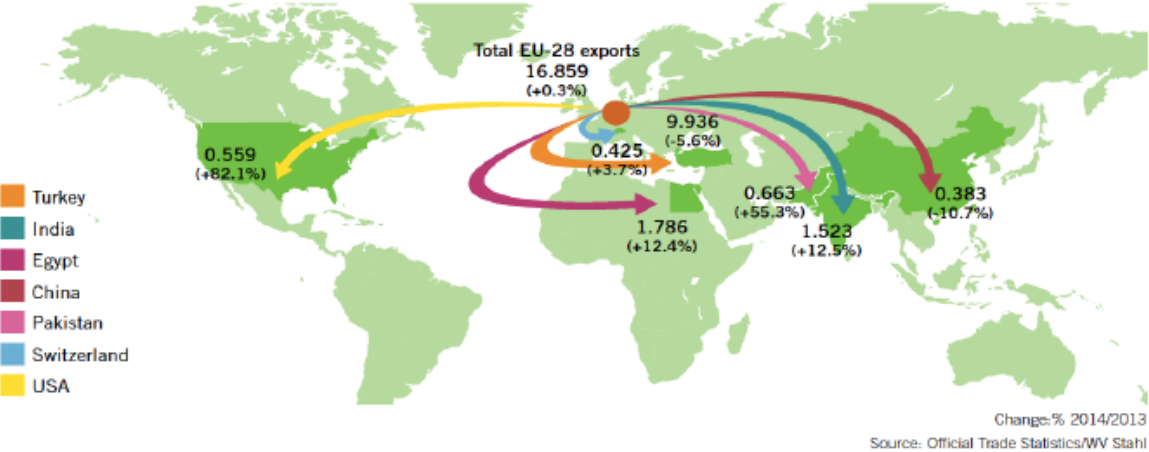 Total EU-28 exports
16.859
(+0.3%)
9.936
(-5.6%)
0.559
(+82.1%)
0.425
(+3.7%)
0.663
(+55.3%)
0.383
(-10.7%)
1.786
(+12.4%)
1.523
(+12.5%)
Turkey
India
Egypt
China
Pakistan
Switzerland
USA
Change:% 2014/2013
Source: Official Trade Statistics/WV Stahl